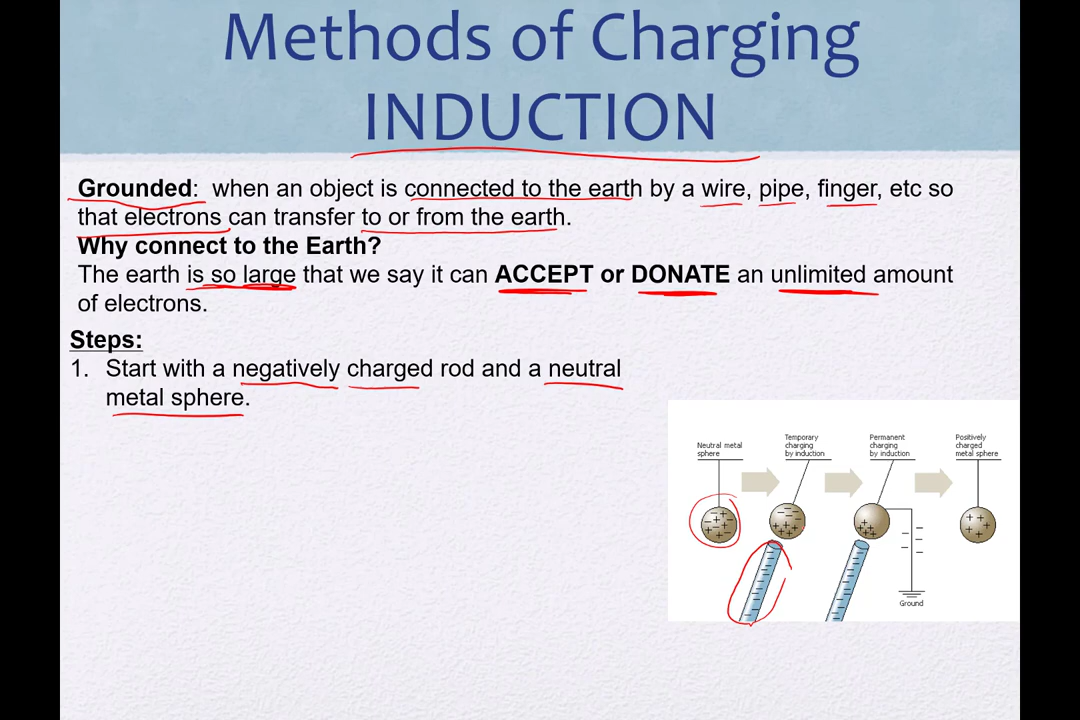 Methods of Charging
INDUCTION
Grounded: when an object is connected to the earth by a wire, pipe, finger, etc so
that electrons can transfer to or from the earth.
Why connect to the Earth?
The earth is so large that we say it can ACCEPT or DONATE an unlimited amount
of electrons.
Steps:
1. Start with a negatively charged rod and a neutral
metal sphere.
Neutral metal
sphere
Temporary
charging
by induction
Permanent
charging
by induction
Positively
charged
metal sphere
Ground